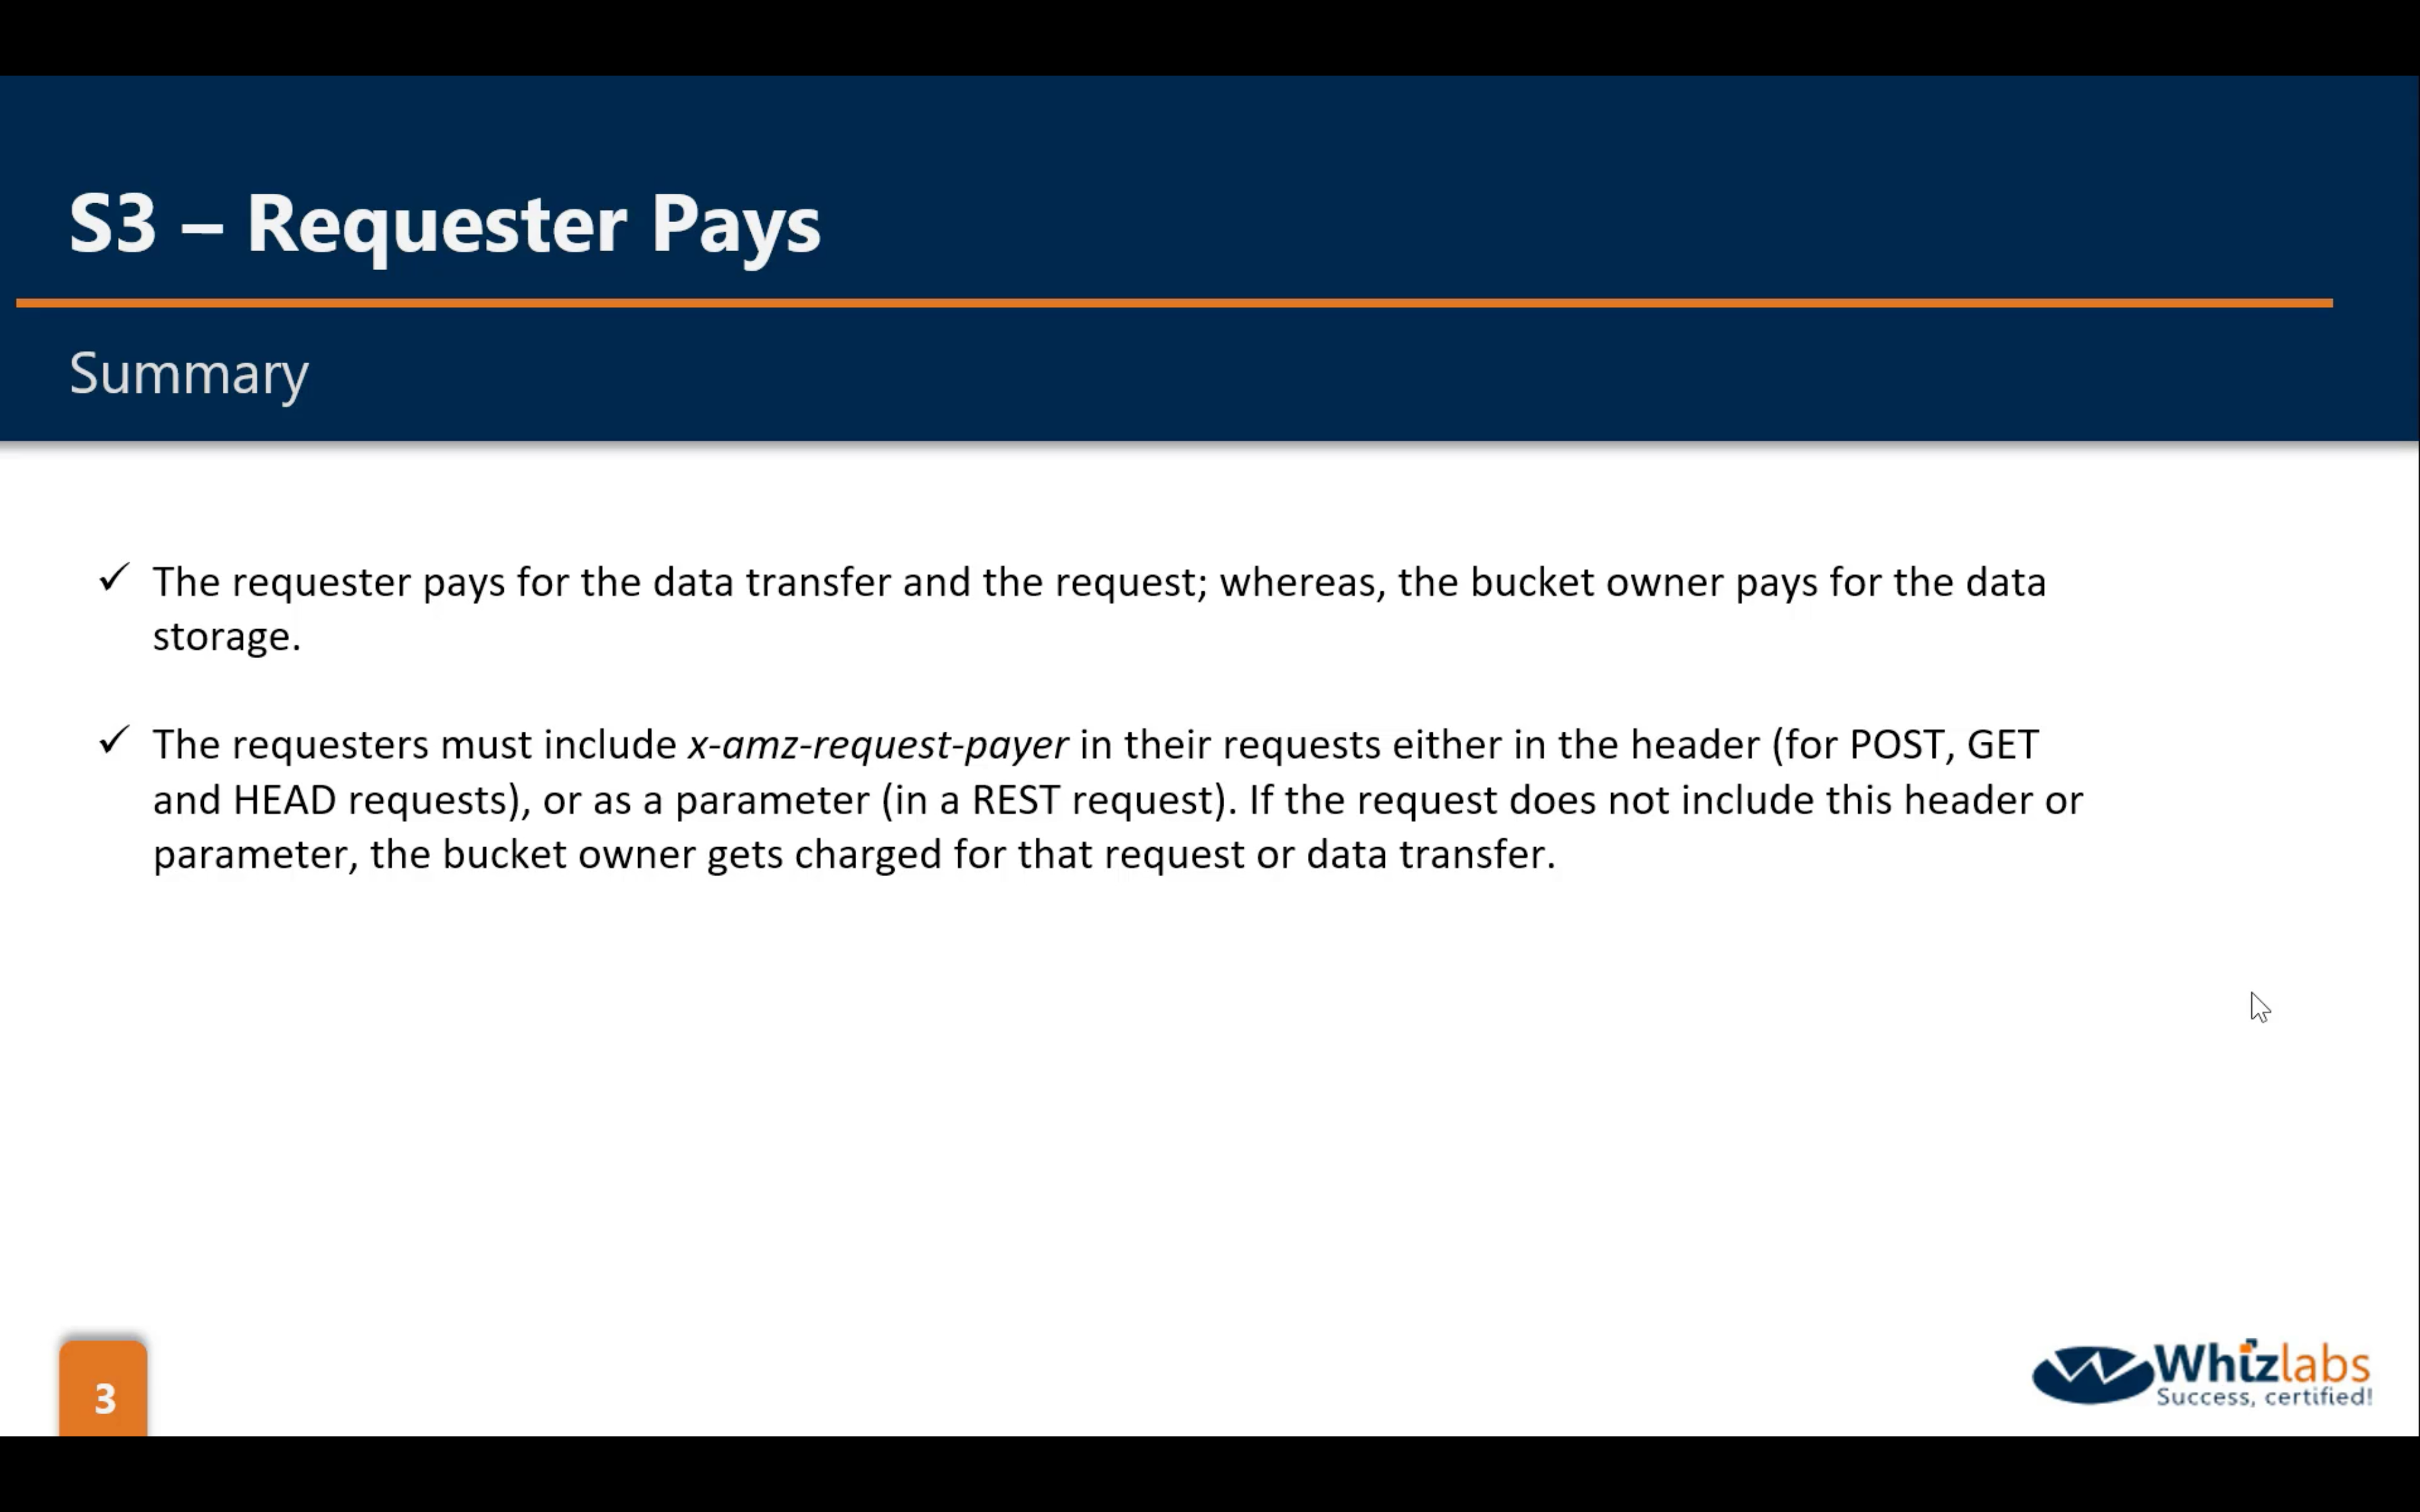 S3 – Requester Pays
Summary
✓ The requester pays for the data transfer and the request; whereas, the bucket owner pays for the data
storage.
✓ The requesters must include x-amz-request-payer in their requests either in the header (for POST, GET
and HEAD requests), or as a parameter (in a REST request). If the request does not include this header or
parameter, the bucket owner gets charged for that request or data transfer.
3
Whizlabs
Success, certified!